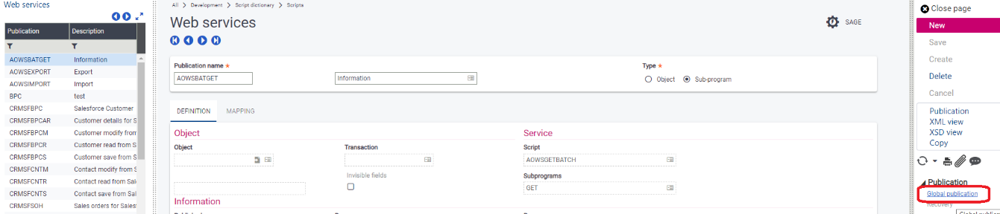 Web services
Publication Description
AOWSBATGET Information
AOWSEXPORT Export
AOWSIMPORT Import
BPC test
CRMSFBPC Salesforce Customer
CRMSFBPCAR Customer details for S
CRMSFBPCM Customer modify from
CRMSFBPCR Customer read from Sal
CRMSFBPCS Customer save from Sal
CRMSFCNTM Contact modify from S
CRMSFCNTR Contact read from Sale
CRMSFCNTS Contact save from Sal
CRMSFSOH Sales orders for Sales
All > Development > Script dictionary > Scripts
Web services
SAGE
Publication name *
Type *
AOWSBATGET Information
Object Sub-program
DEFINITION MAPPING
Object Service
Object Transaction Script
AOWSGETBATCH
Invisible fields Subprograms
GET
Information
Close page
New
Save
Create
Delete
Cancel
Publication
XML view
XSD view
Copy
Publication
Global publication
Recovery